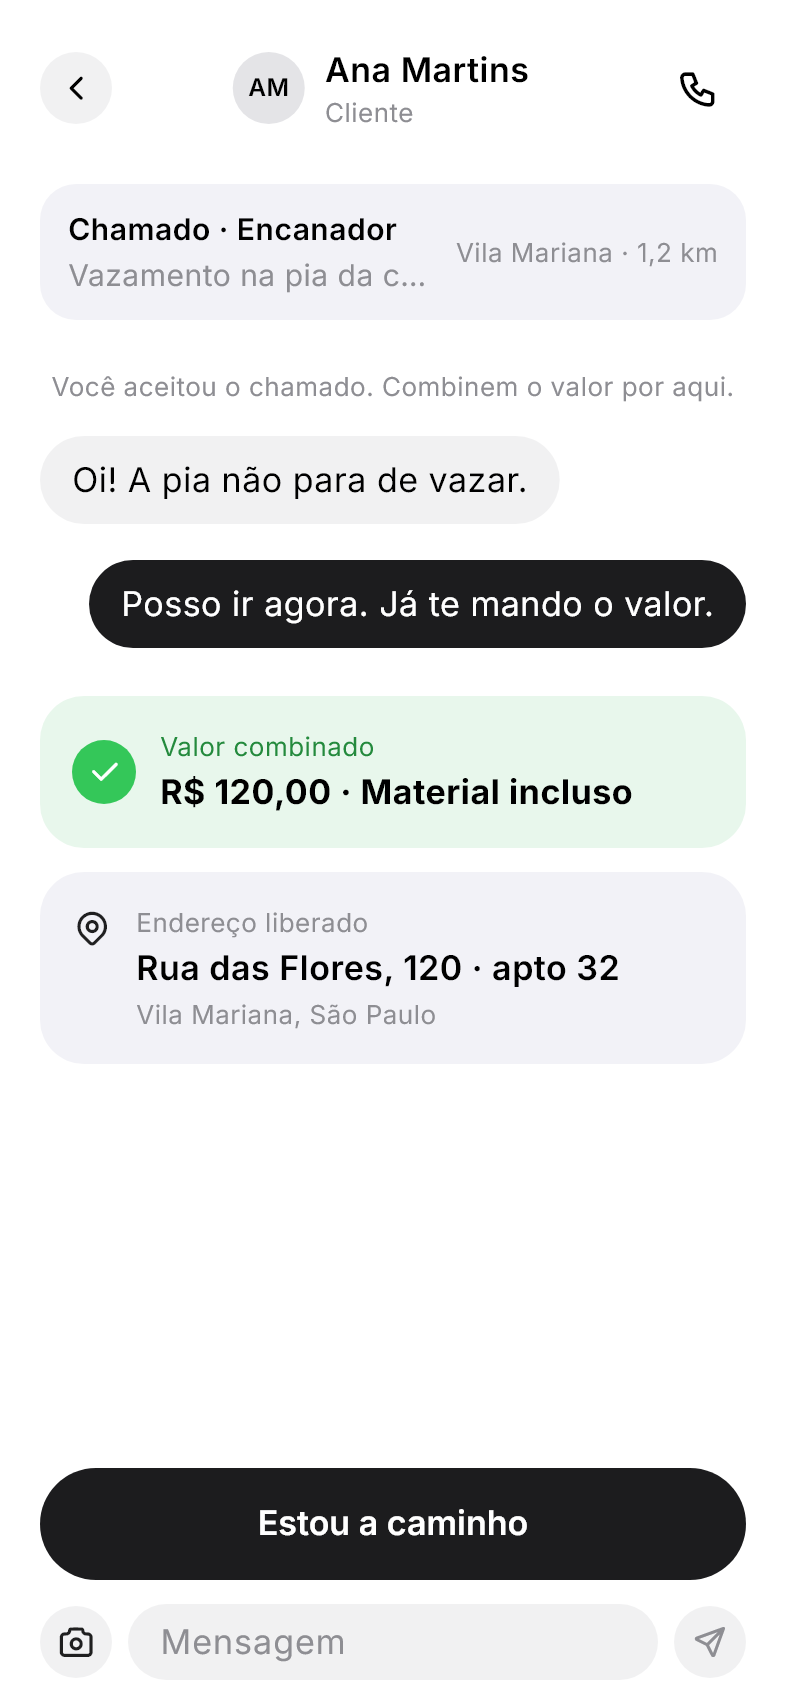 AM
Ana Martins
Cliente
Chamado · Encanador
Vazamento na pia da c...
Vila Mariana · 1,2 km
Você aceitou o chamado. Combinem o valor por aqui.
Oi! A pia não para de vazar.
Posso ir agora. Já te mando o valor.
Valor combinado
R$ 120,00 · Material incluso
Endereço liberado
Rua das Flores, 120 · apto 32
Vila Mariana, São Paulo
Estou a caminho
Mensagem